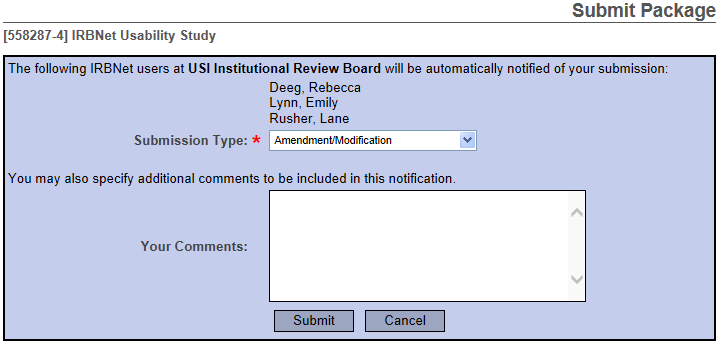 Submit Package
[558287-4] IRBNet Usability Study
The following IRBNet users at USI Institutional Review Board will be automatically notified of your submission:
Deeg, Rebecca
Lynn, Emily
Rusher, Lane
Submission Type: * Amendment/Modification
You may also specify additional comments to be included in this notification.
Your Comments:
Submit Cancel